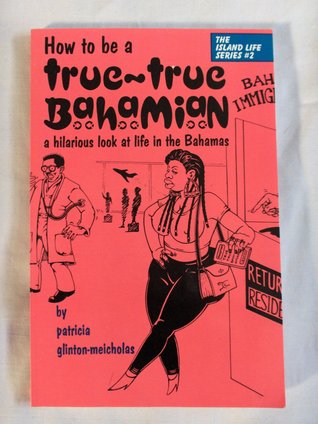 How to be a
true~true
Bahamian
a hilarious look at life in the Bahamas
THE
ISLAND LIFE
SERIES #2
BAH
IMMIG
RETUR
RESIDE
by
patricia
glinton-meicholas